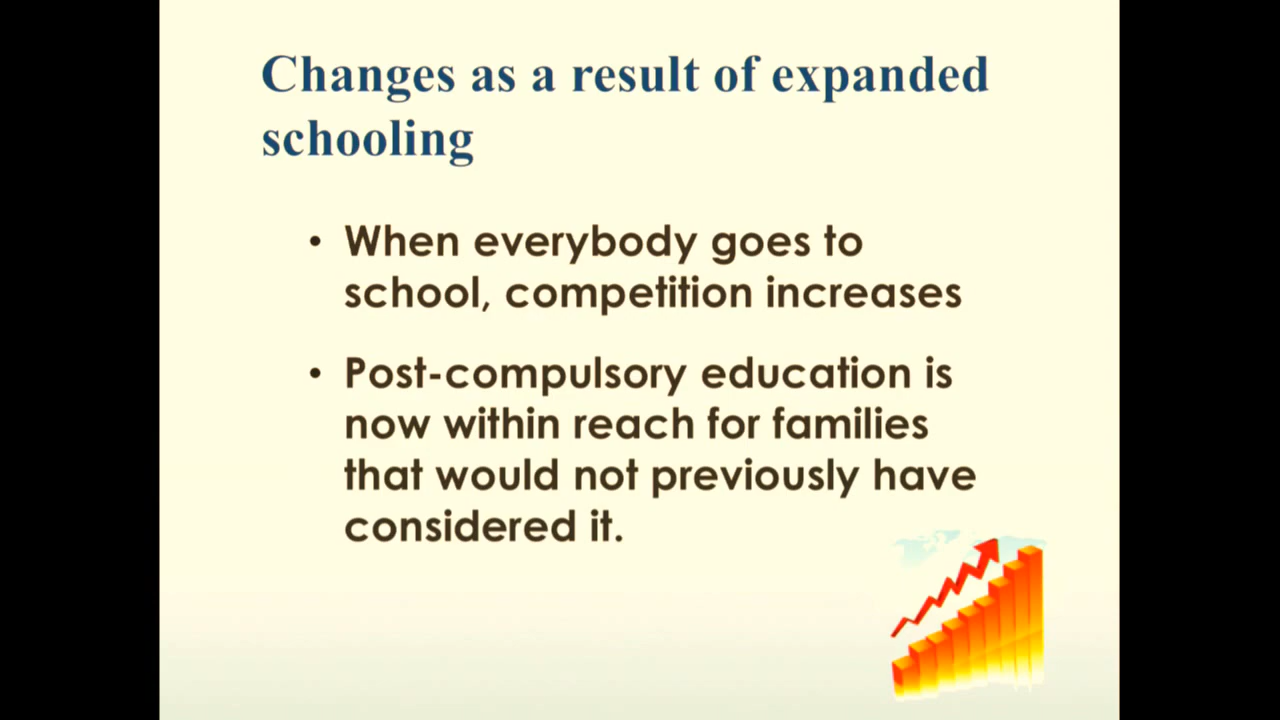 Changes as a result of expanded
schooling
• When everybody goes to
school, competition increases
• Post-compulsory education is
now within reach for families
that would not previously have
considered it.